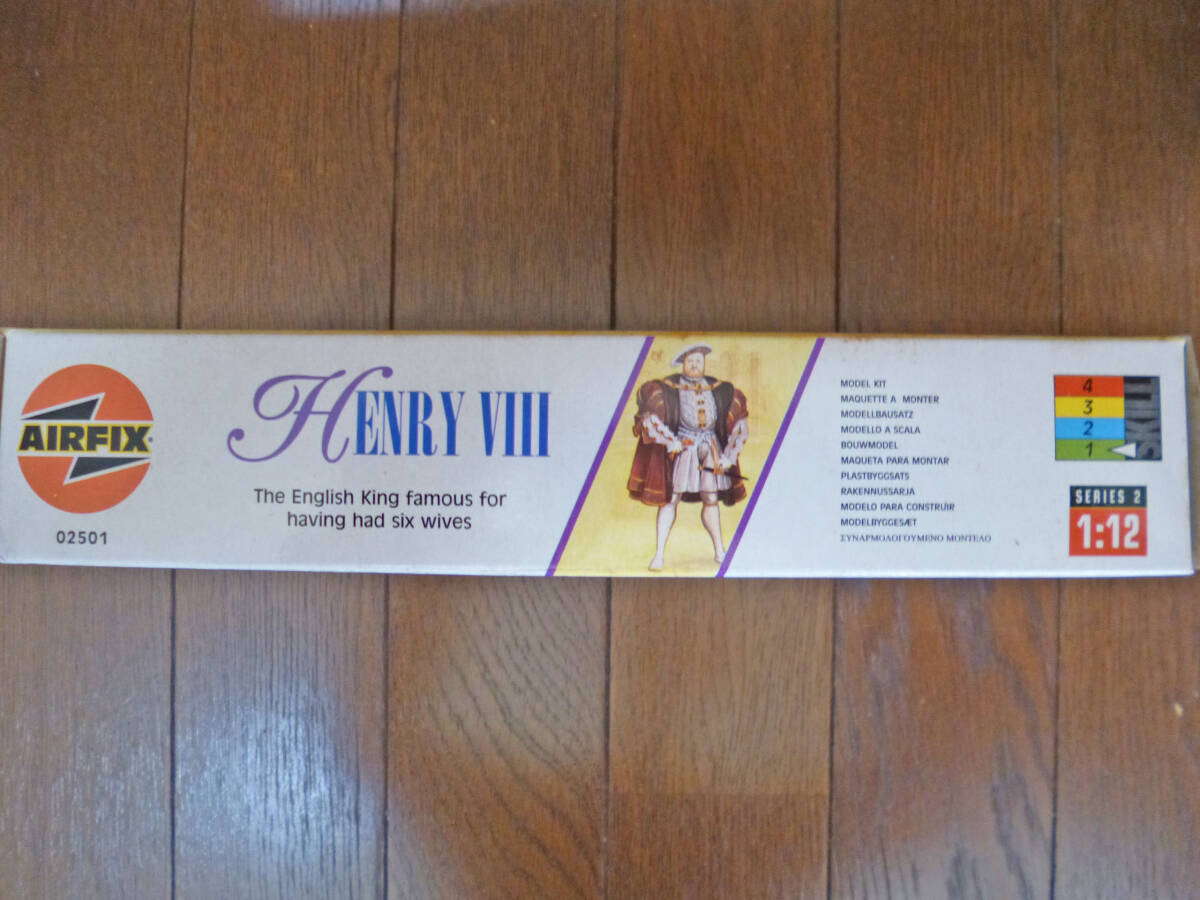 AIRFIX
02501
HENRY VIII
The English King famous for
having had six wives
MODEL KIT
MAQUETTE A MONTER
MODELLBAUSATZ
MODELLO A SCALA
BOUWMODEL
MAQUETA PARA MONTAR
PLASTBYGGSATS
RAKENNUSSARJA
MODELO PARA CONSTRUÍR
MODELBYGGESÆT
ΣΥΝΑΡΜΟΛΟΓΟΥΜΕΝΟ ΜΟΝΤΕΛΟ
4
3
2
1
SERIES 2
1:12